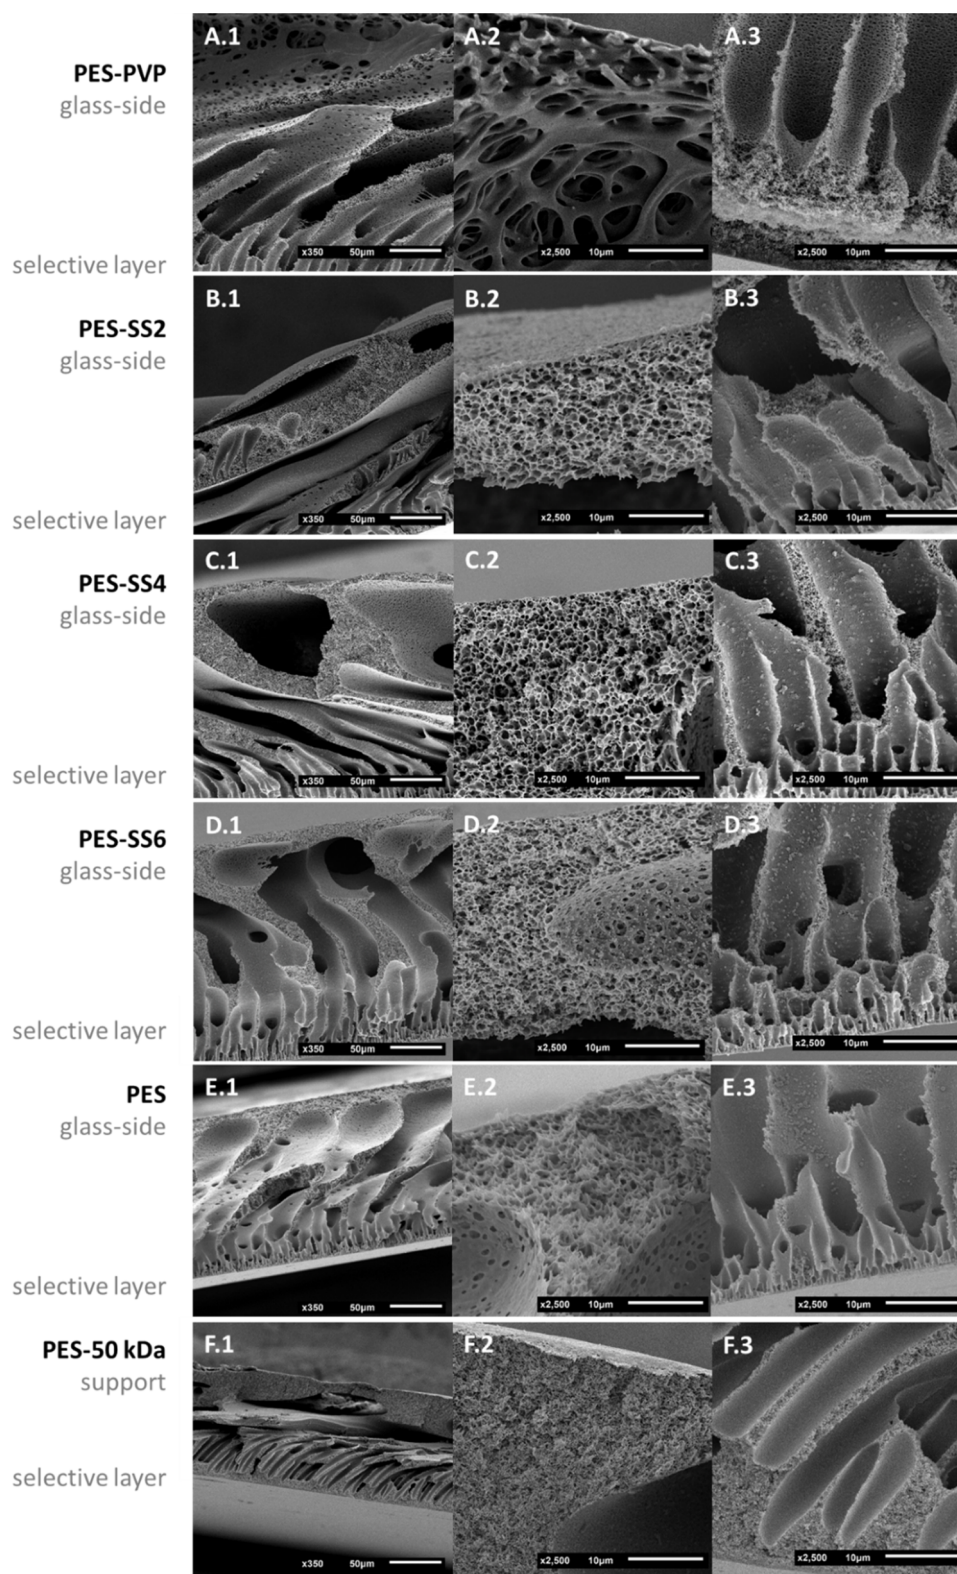 A.1
A.2
A.3
PES-PVP
glass-side
selective layer
x350 50µm
x2,500 10µm
x2,500 10µm
B.1
B.2
B.3
PES-SS2
glass-side
selective layer
x350 50µm
x2,500 10µm
x2,500 10µm
C.1
C.2
C.3
PES-SS4
glass-side
selective layer
x350 50µm
x2,500 10µm
x2,500 10µm
D.1
D.2
D.3
PES-SS6
glass-side
selective layer
x350 50µm
x2,500 10µm
x2,500 10µm
E.1
E.2
E.3
PES
glass-side
selective layer
x350 50µm
x2,500 10µm
x2,500 10µm
F.1
F.2
F.3
PES-50 kDa
support
selective layer
x350 50µm
x2,500 10µm
x2,500 10µm